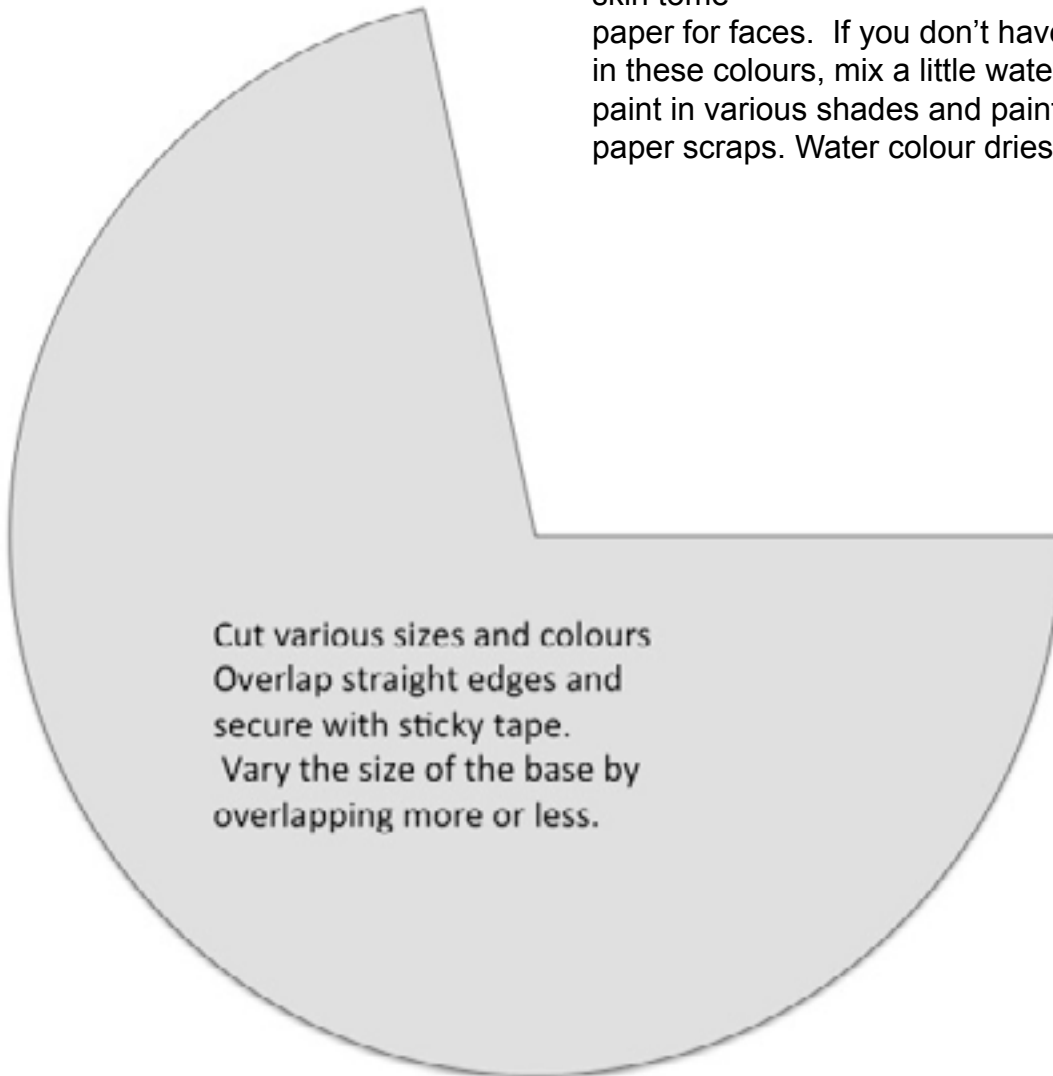 skin tome
paper for faces.  If you don’t have
in these colours, mix a little wate
paint in various shades and paint
paper scraps. Water colour dries
Cut various sizes and colours
Overlap straight edges and
secure with sticky tape.
Vary the size of the base by
overlapping more or less.